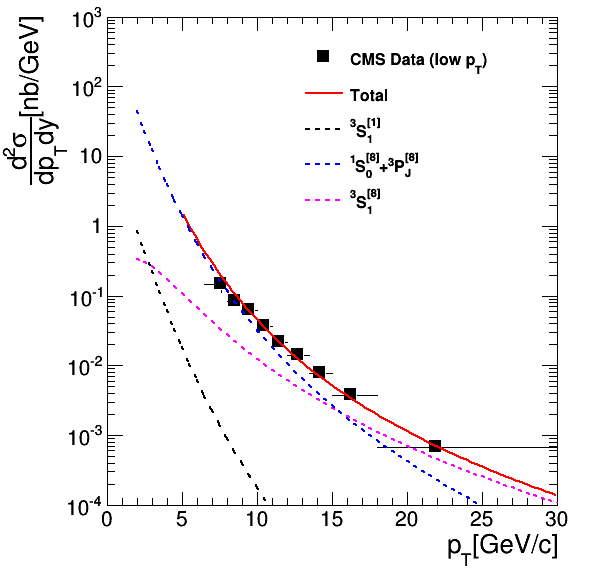 d²σ/dp_T dy [nb/GeV]
10³
10²
10
1
10⁻¹
10⁻²
10⁻³
10⁻⁴
CMS Data (low p_T)
Total
³S₁^[1]
¹S₀^[8]+³P_J^[8]
³S₁^[8]
0 5 10 15 20 25 30
p_T[GeV/c]